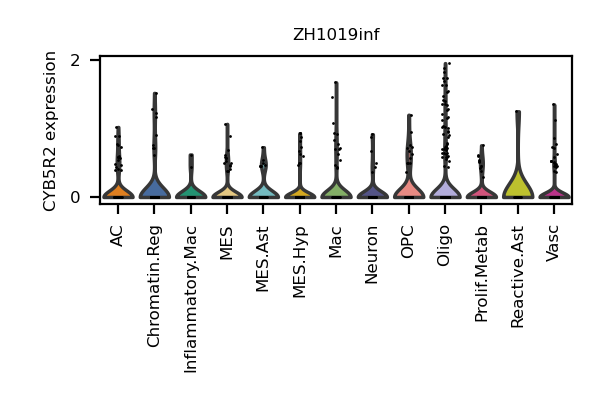 ZH1019inf
CYB5R2 expression
2
0
AC
Chromatin.Reg
Inflammatory.Mac
MES
MES.Ast
MES.Hyp
Mac
Neuron
OPC
Oligo
Prolif.Metab
Reactive.Ast
Vasc